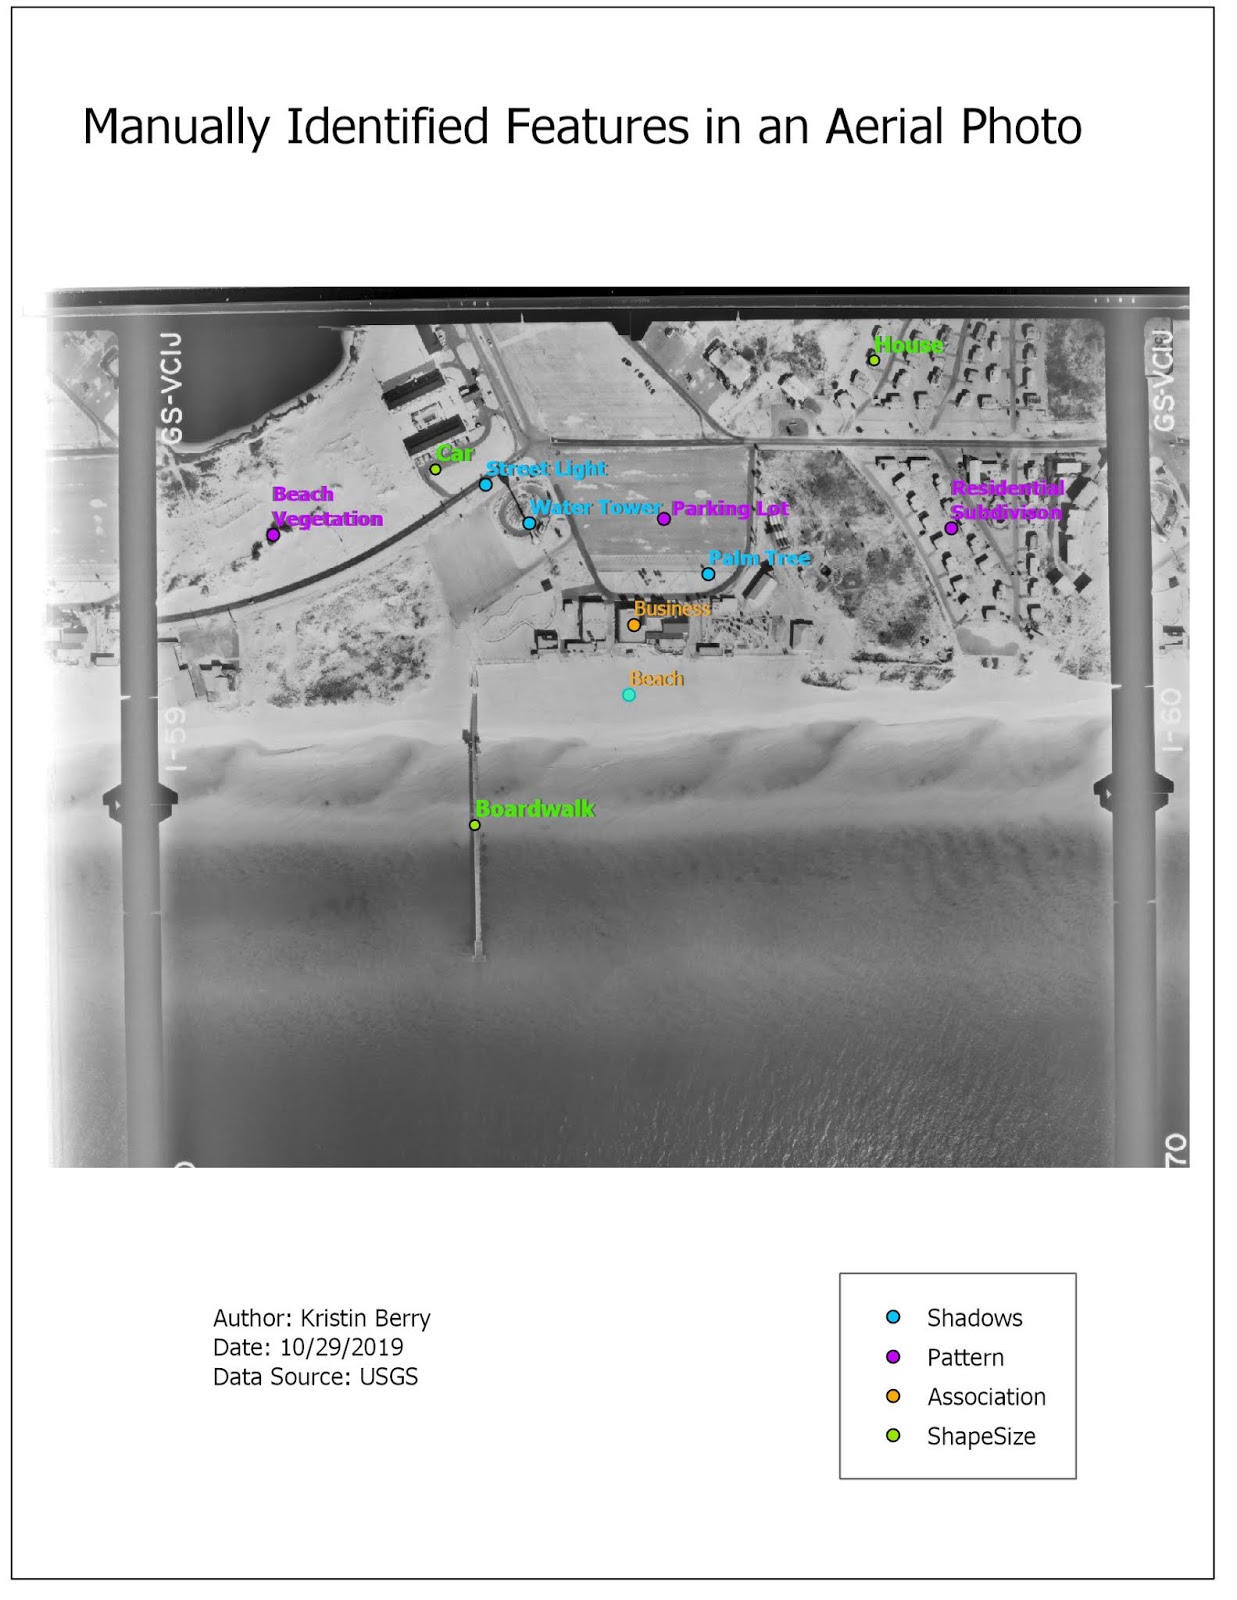 Manually Identified Features in an Aerial Photo
GS-VCIJ
GS-VCIJ
House
Car
Street Light
Beach
Vegetation
Water Tower
Parking Lot
Residential
Subdivison
Palm Tree
Business
Beach
I-59
I-60
Boardwalk
70
Author: Kristin Berry
Date: 10/29/2019
Data Source: USGS
Shadows
Pattern
Association
ShapeSize